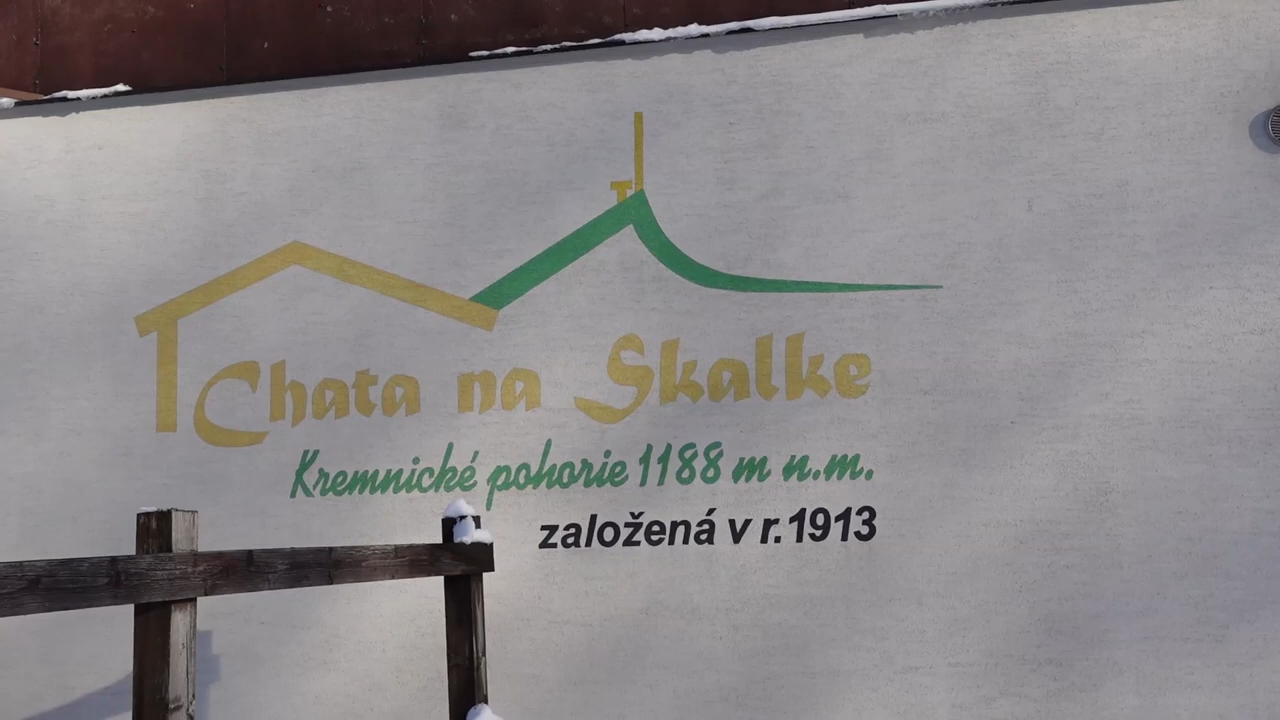 Chata na Skalke
Kremnické pohorie 1188 m n.m.
založená v r.1913